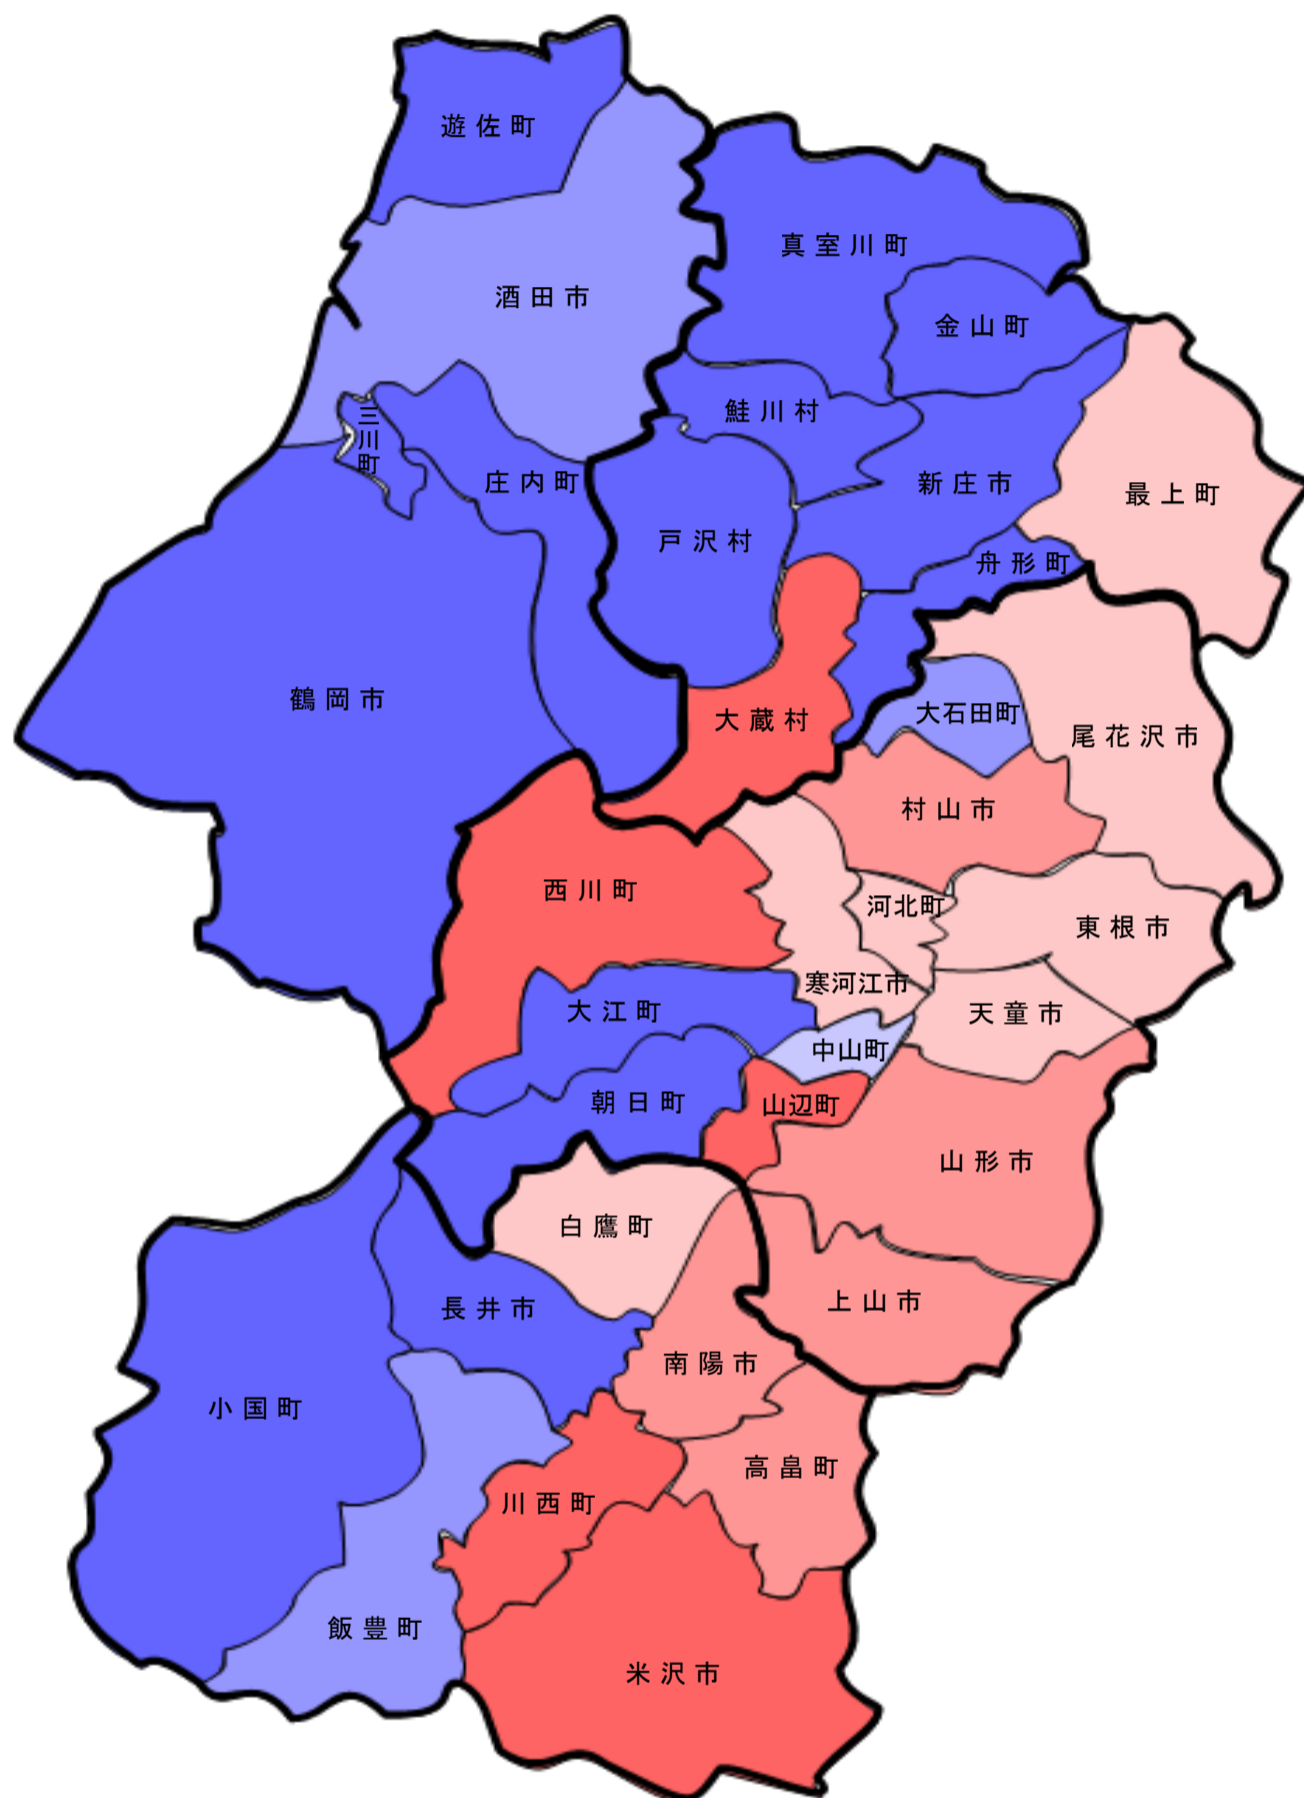 遊佐町
真室川町
酒田市
金山町
三川町
鮭川村
庄内町
新庄市
最上町
戸沢村
舟形町
鶴岡市
大蔵村
大石田町
尾花沢市
村山市
西川町
河北町
東根市
寒河江市
大江町
天童市
中山町
朝日町
山辺町
山形市
白鷹町
長井市
上山市
南陽市
小国町
高畠町
川西町
飯豊町
米沢市